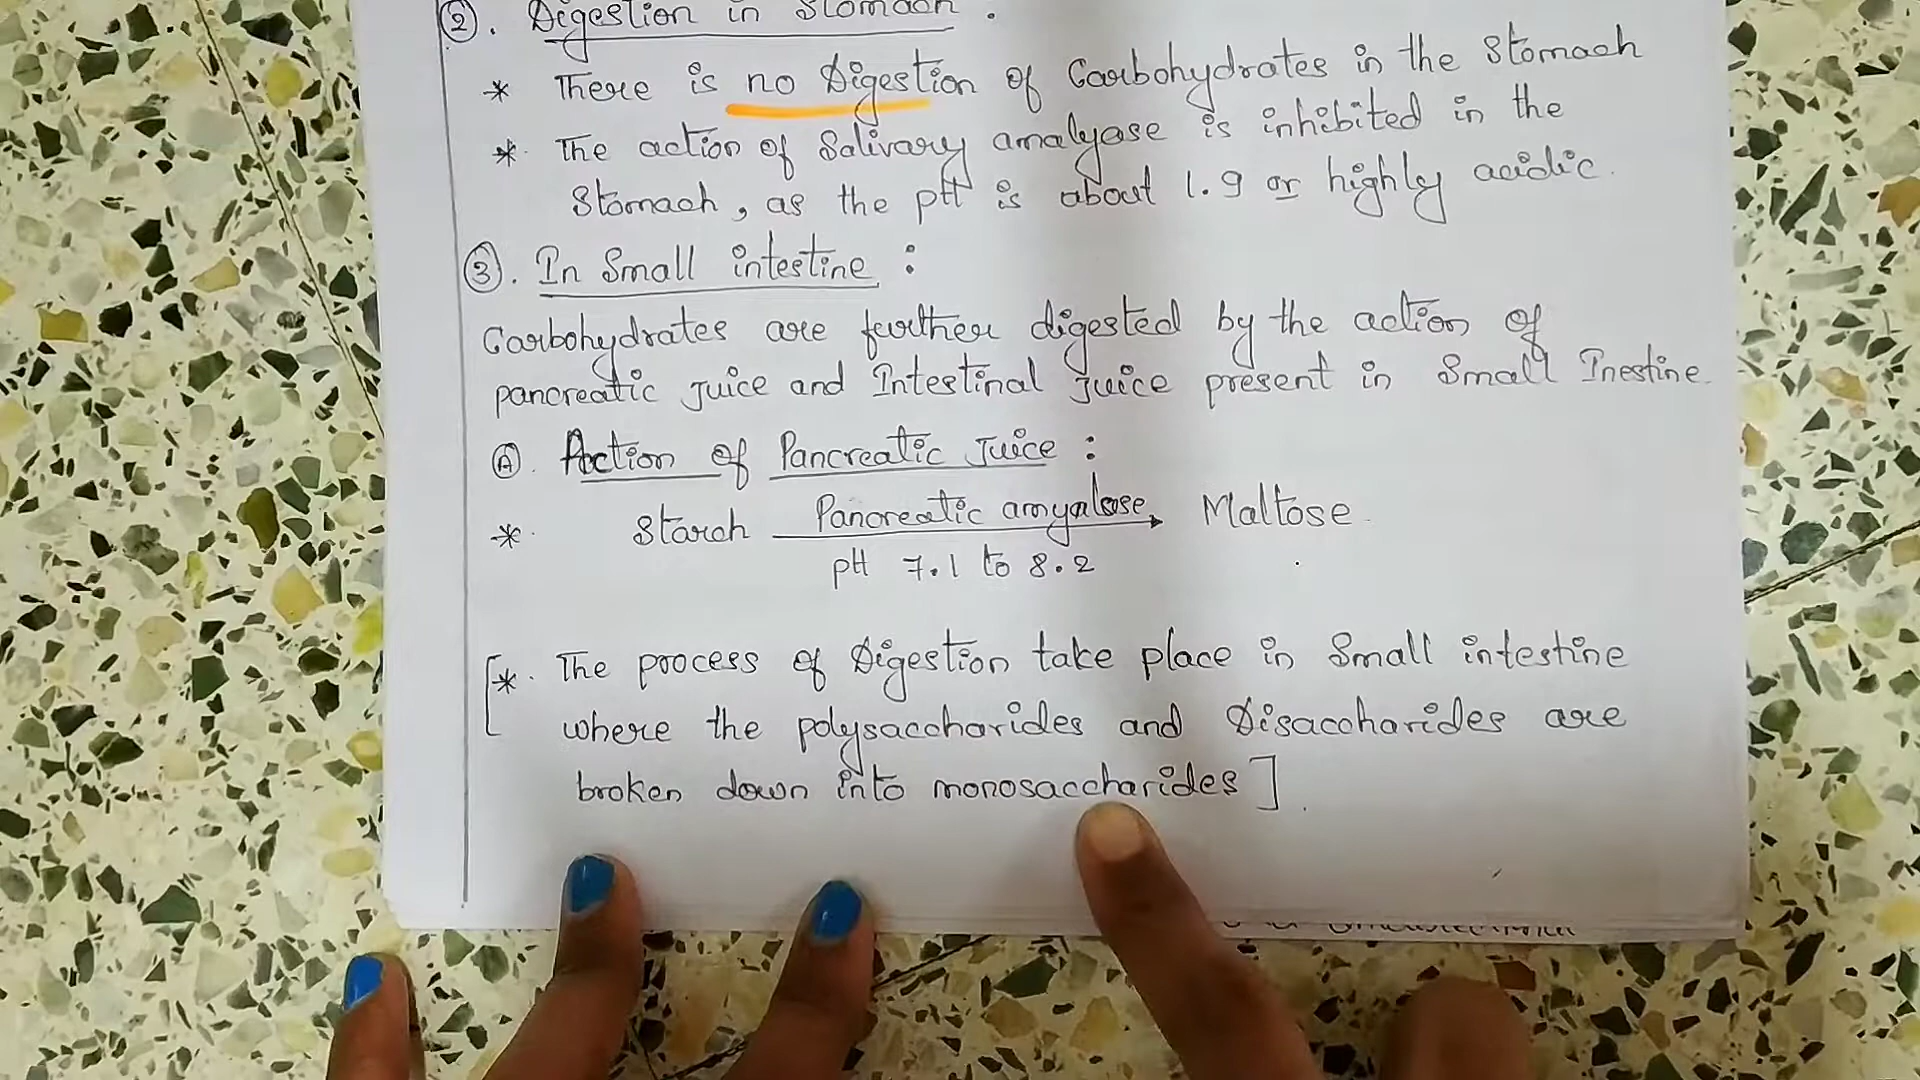 ②. Digestion in Stomach.
* There is no Digestion of Carbohydrates in the Stomach
* The action of Salivary amalyase is inhibited in the
Stomach, as the pH is about 1.9 or highly acidic.
③. In Small intestine :
Carbohydrates are further digested by the action of
pancreatic juice and Intestinal juice present in Small Inestine.
Ⓐ. Action of Pancreatic Juice :
* Starch Pancreatic amyalase Maltose
pH 7.1 to 8.2
[*. The process of Digestion take place in Small intestine
where the polysaccharides and Disaccharides are
broken down into monosaccharides].